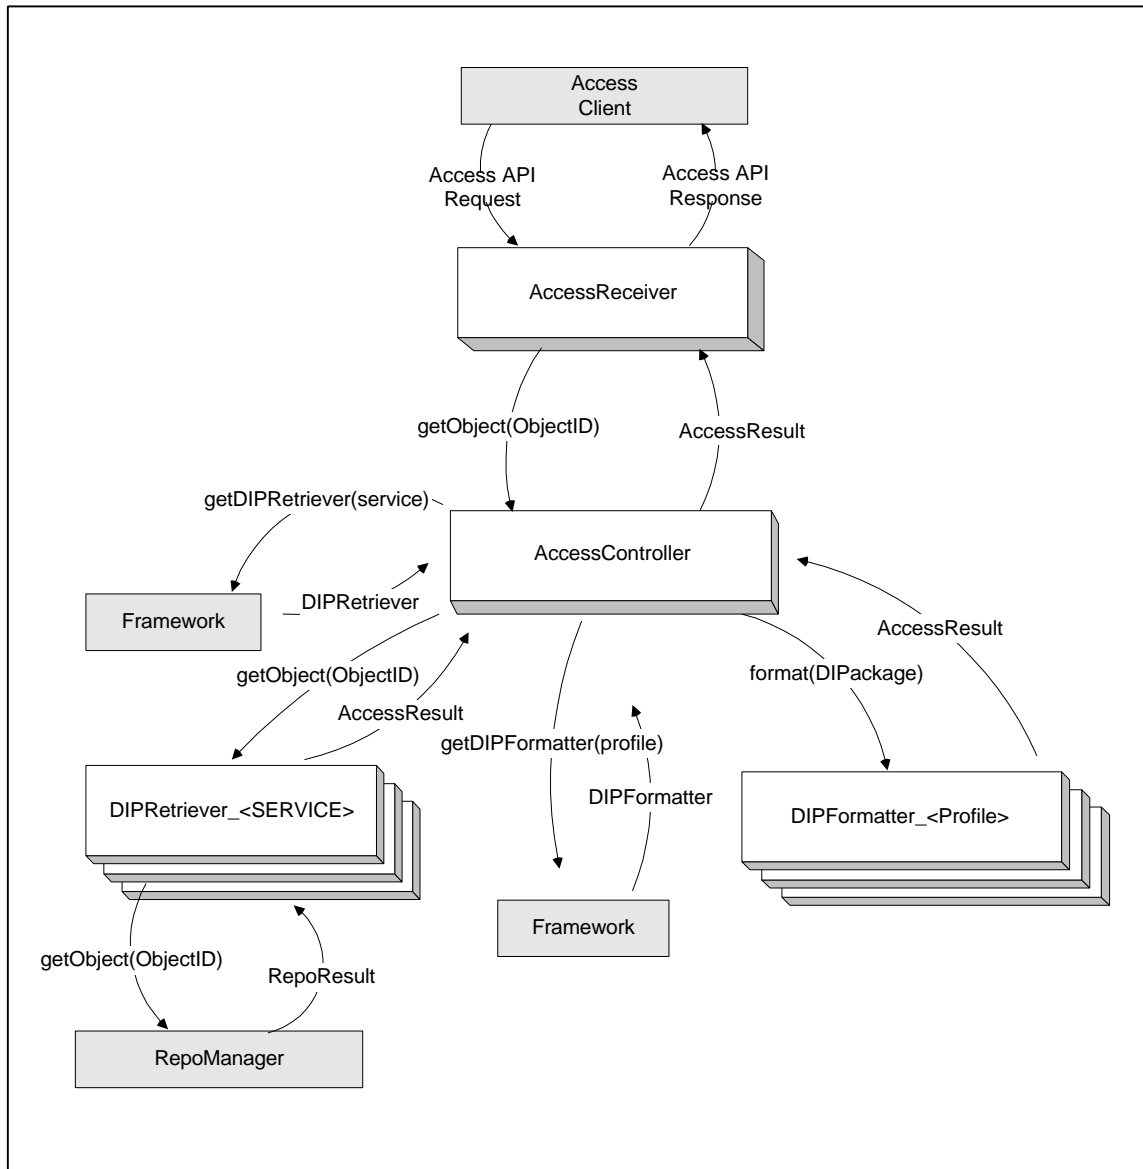 Access
Client
Access API
Request
Access API
Response
AccessReceiver
getObject(ObjectID)
AccessResult
getDIPRetriever(service)
AccessController
DIPRetriever
Framework
AccessResult
getObject(ObjectID)
format(DIPackage)
AccessResult
getDIPFormatter(profile)
DIPFormatter
DIPRetriever_<SERVICE>
DIPFormatter_<Profile>
Framework
getObject(ObjectID)
RepoResult
RepoManager